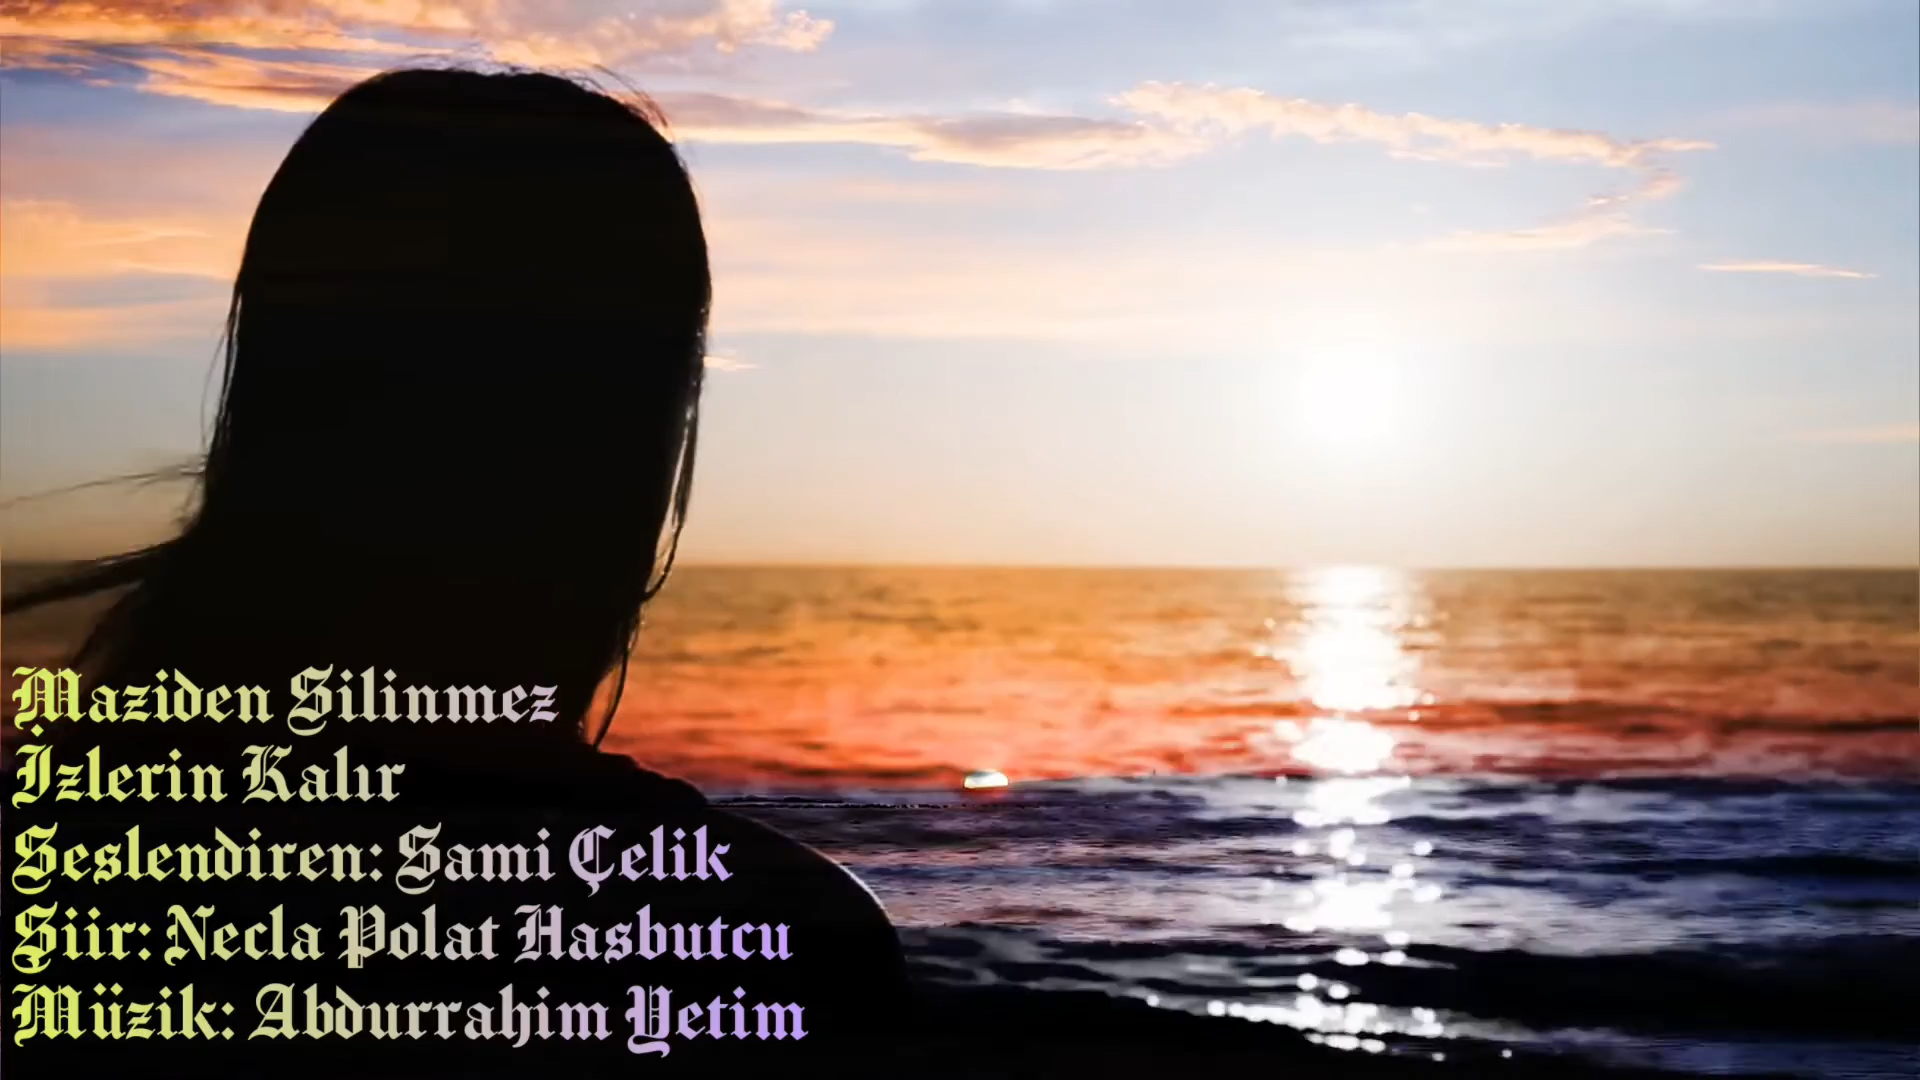 Maziden Silinmez
İzlerin Kalır
Seslendiren: Sami Çelik
Şiir: Necla Polat Hasbutcu
Müzik: Abdurrahim Yetim